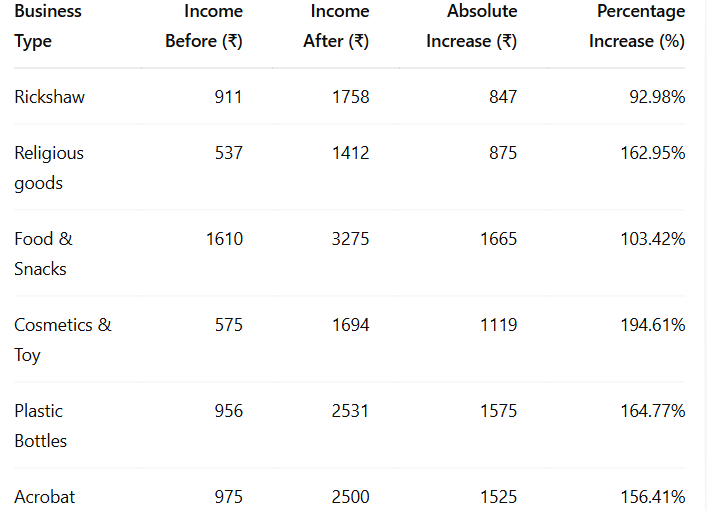 Business Type Income Before (₹) Income After (₹) Absolute Increase (₹) Percentage Increase (%)
Rickshaw 911 1758 847 92.98%
Religious goods 537 1412 875 162.95%
Food & Snacks 1610 3275 1665 103.42%
Cosmetics & Toy 575 1694 1119 194.61%
Plastic Bottles 956 2531 1575 164.77%
Acrobat 975 2500 1525 156.41%